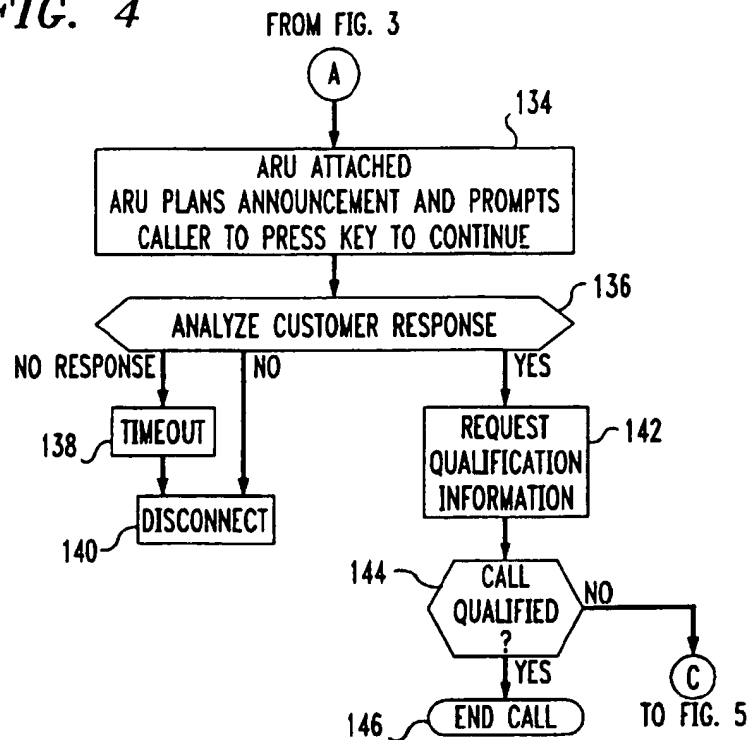 FIG. 4
FROM FIG. 3
A
134
ARU ATTACHED
ARU PLANS ANNOUNCEMENT AND PROMPTS
CALLER TO PRESS KEY TO CONTINUE
136
ANALYZE CUSTOMER RESPONSE
NO RESPONSE
NO
YES
138
TIMEOUT
REQUEST
QUALIFICATION
INFORMATION
142
140
DISCONNECT
144
CALL
QUALIFIED
?
NO
YES
C
TO FIG. 5
146
END CALL